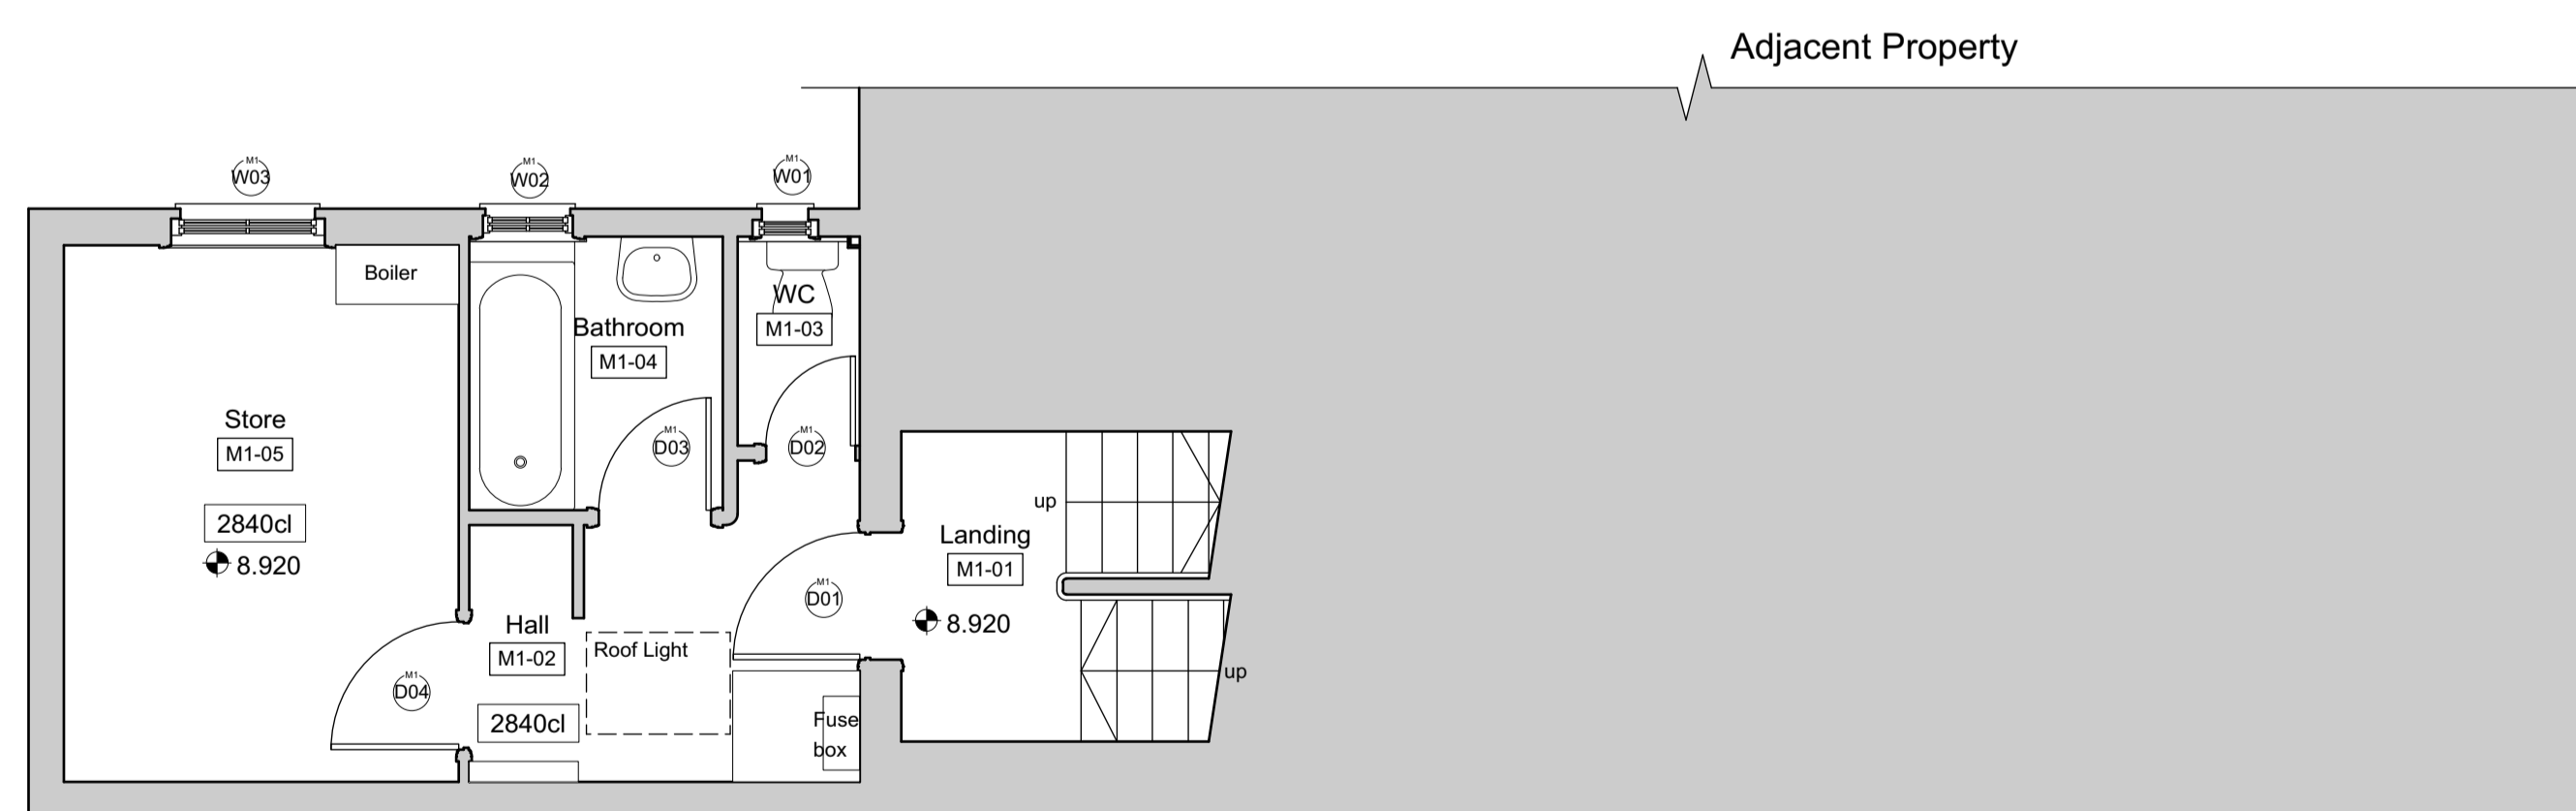 Adjacent Property
M1
W03
M1
W02
M1
W01
Boiler
WC
M1-03
Bathroom
M1-04
Store
M1-05
2840cl
8.920
M1
D03
M1
D02
up
Landing
M1-01
8.920
M1
D01
Hall
M1-02
Roof Light
up
M1
D04
2840cl
Fuse
box